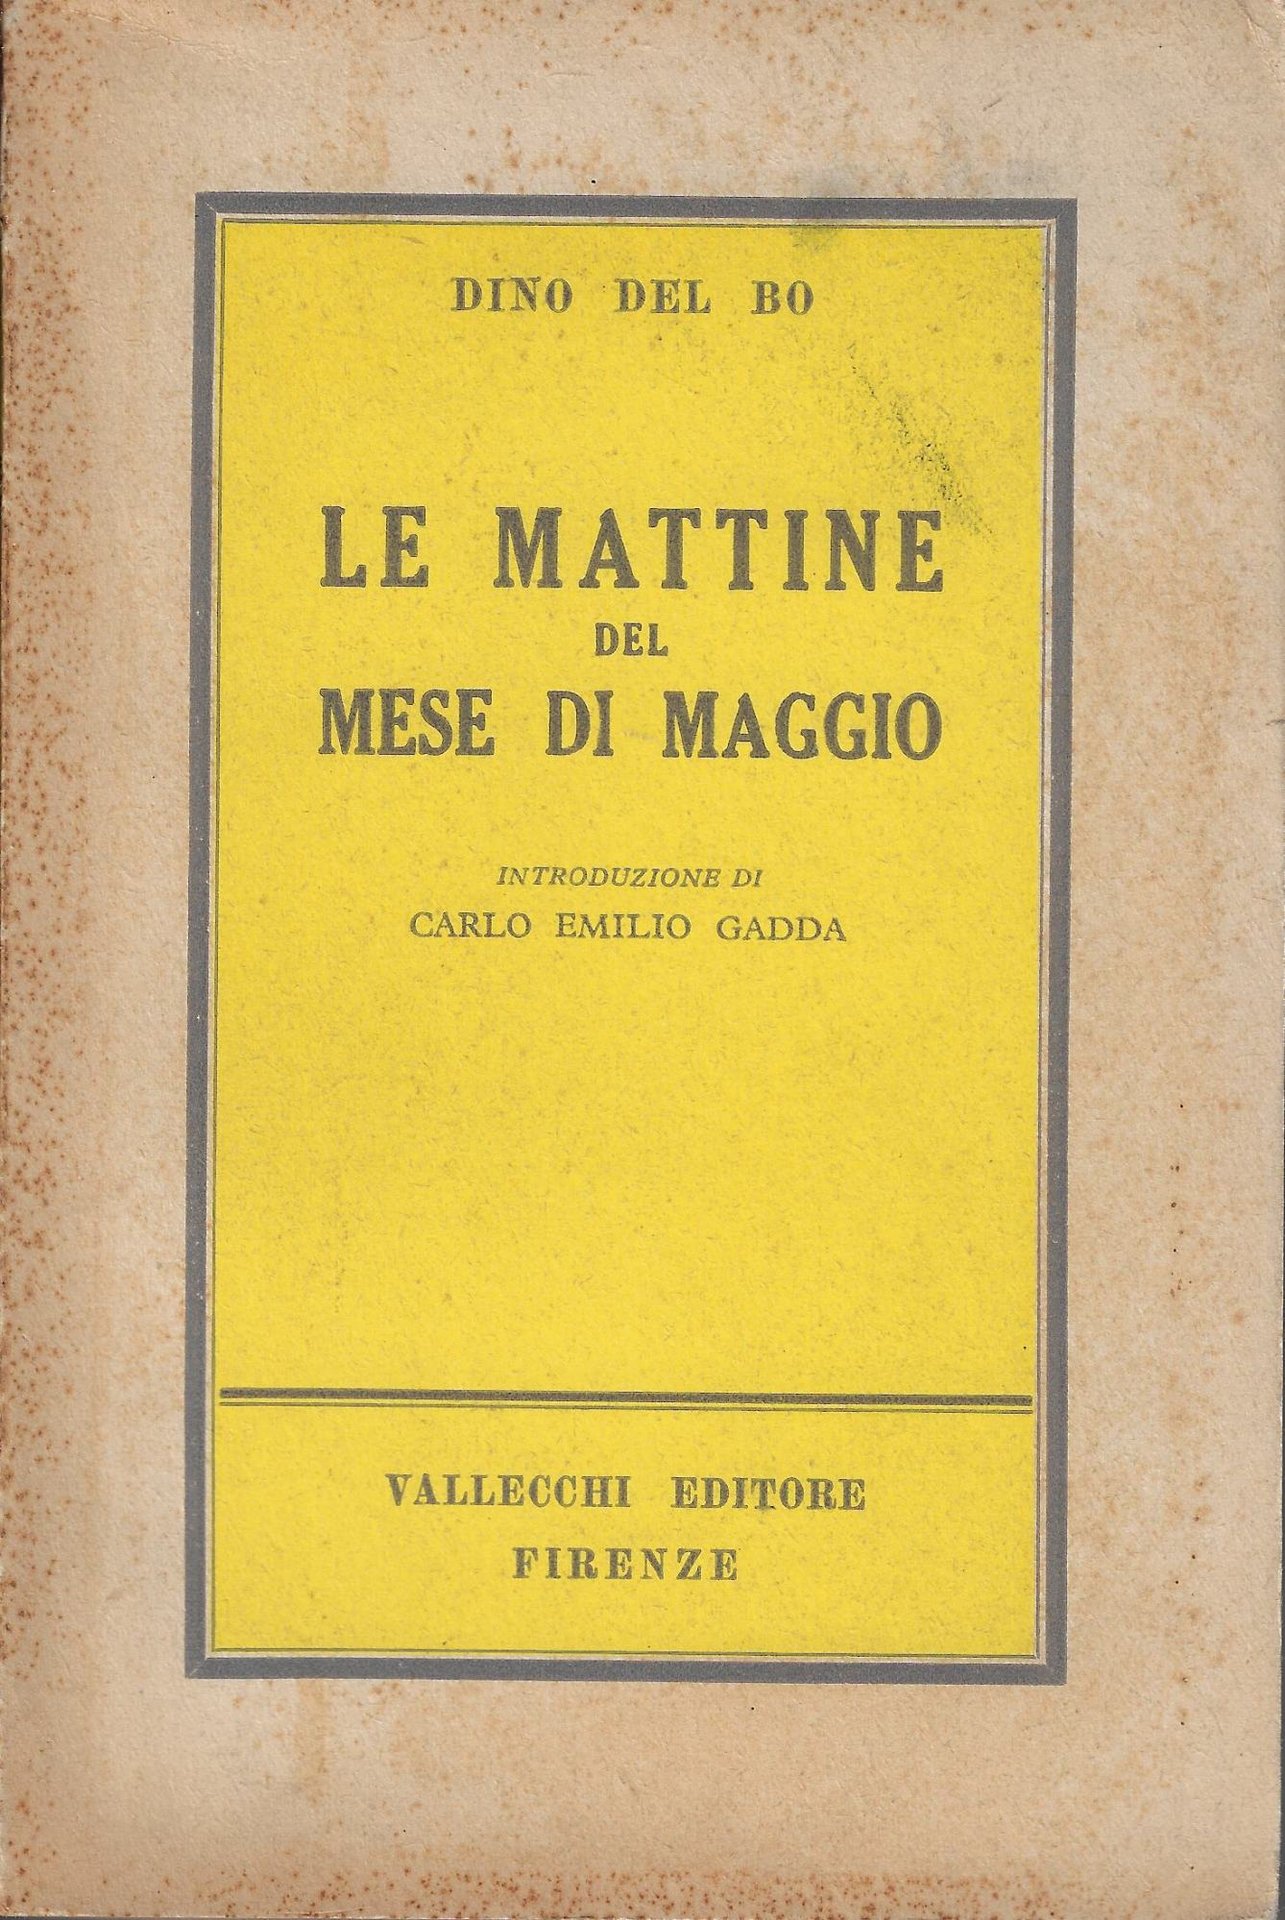 DINO DEL BO
LE MATTINE
DEL
MESE DI MAGGIO
INTRODUZIONE DI
CARLO EMILIO GADDA
VALLECCHI EDITORE
FIRENZE